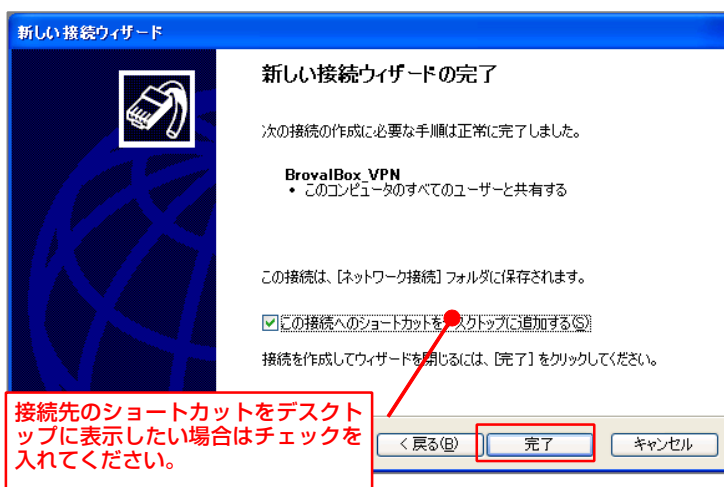 新しい接続ウィザード
新しい接続ウィザードの完了
次の接続の作成に必要な手順は正常に完了しました。
BrovalBox_VPN
• このコンピュータのすべてのユーザーと共有する
この接続は、[ネットワーク接続] フォルダに保存されます。
この接続へのショートカットをデスクトップに追加する(S)
接続を作成してウィザードを閉じるには、[完了] をクリックしてください。
接続先のショートカットをデスクト
ップに表示したい場合はチェックを
入れてください。
< 戻る(B)
完了
キャンセル